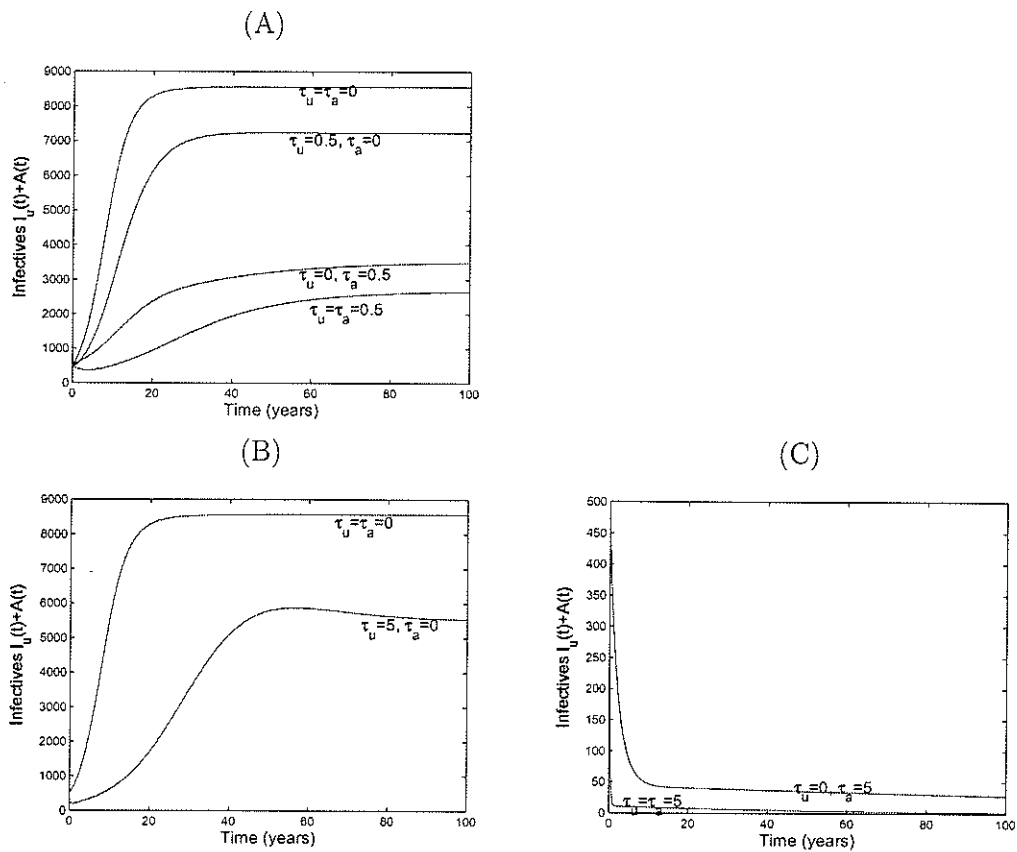 (A)
9000
8000
7000
6000
5000
4000
3000
2000
1000
0
Infectives I_u(t)+A(t)
τ_u=τ_a=0
τ_u=0.5, τ_a=0
τ_u=0, τ_a=0.5
τ_u=τ_a=0.5
0 20 40 60 80 100
Time (years)
(B)
9000
8000
7000
6000
5000
4000
3000
2000
1000
0
Infectives I_u(t)+A(t)
τ_u=τ_a=0
τ_u=5, τ_a=0
0 20 40 60 80 100
Time (years)
(C)
500
450
400
350
300
250
200
150
100
50
0
Infectives I_u(t)+A(t)
τ_u=0, τ_a=5
τ_u=τ_a=5
0 20 40 60 80 100
Time (years)